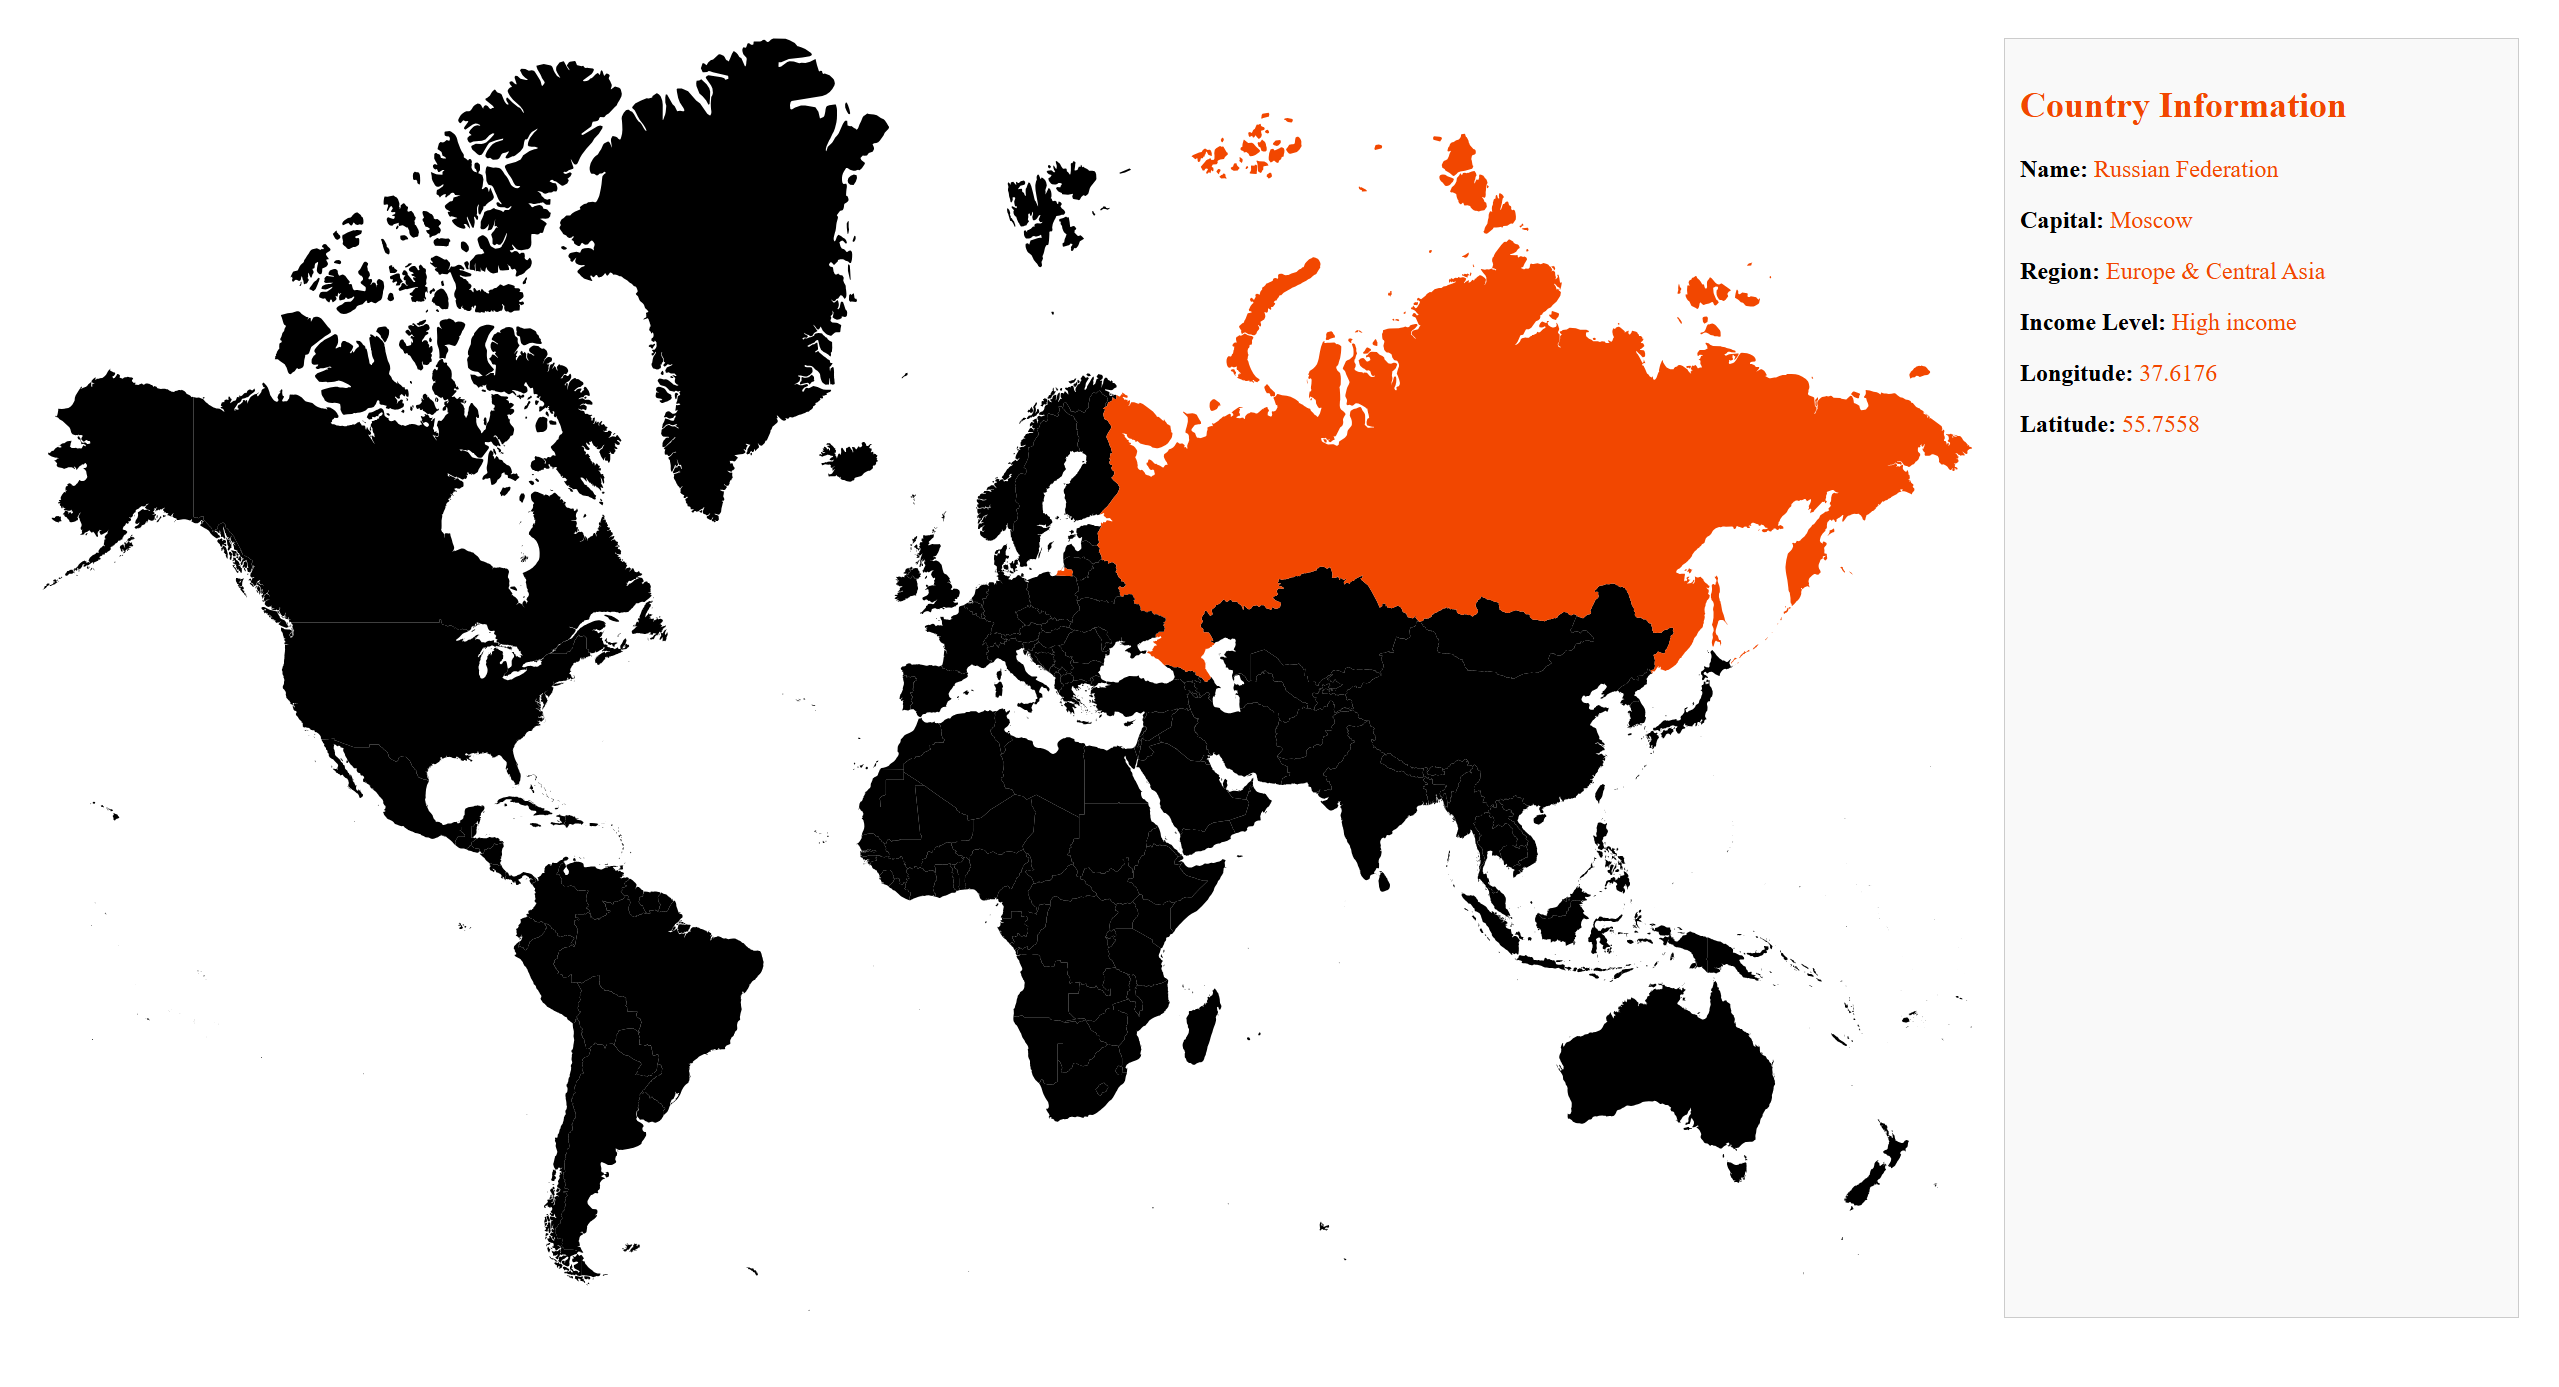 Country Information
Name: Russian Federation
Capital: Moscow
Region: Europe & Central Asia
Income Level: High income
Longitude: 37.6176
Latitude: 55.7558